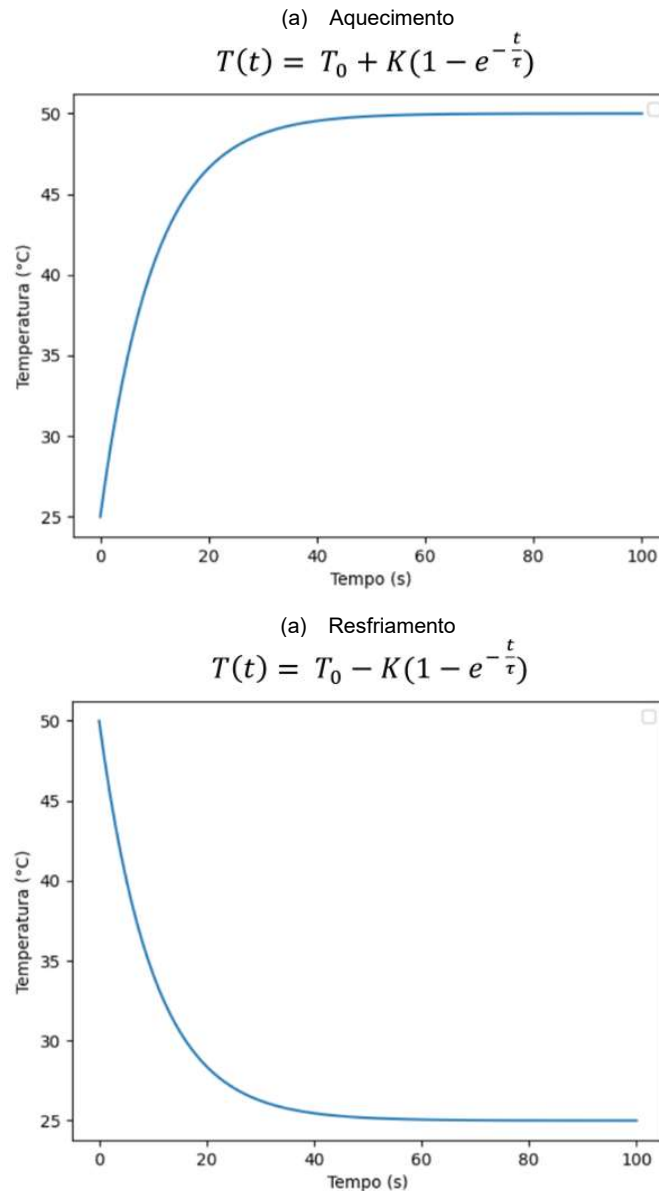 (a) Aquecimento
T(t) = T₀ + K(1 − e^{−t/τ})
50
45
40
35
30
25
Temperatura (°C)
0 20 40 60 80 100
Tempo (s)
(a) Resfriamento
T(t) = T₀ − K(1 − e^{−t/τ})
50
45
40
35
30
25
Temperatura (°C)
0 20 40 60 80 100
Tempo (s)